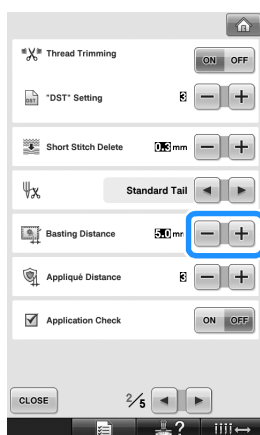 Thread Trimming
ON OFF
DST
"DST" Setting
3
Short Stitch Delete
0.3 mm
Standard Tail
Basting Distance
5.0 mm
Appliqué Distance
3
Application Check
ON OFF
CLOSE
2/5
?